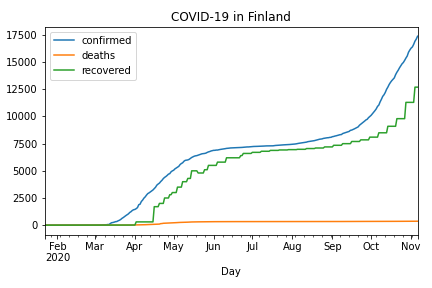 COVID-19 in Finland
confirmed
deaths
recovered
17500
15000
12500
10000
7500
5000
2500
0
Feb Mar Apr May Jun Jul Aug Sep Oct Nov
2020
Day